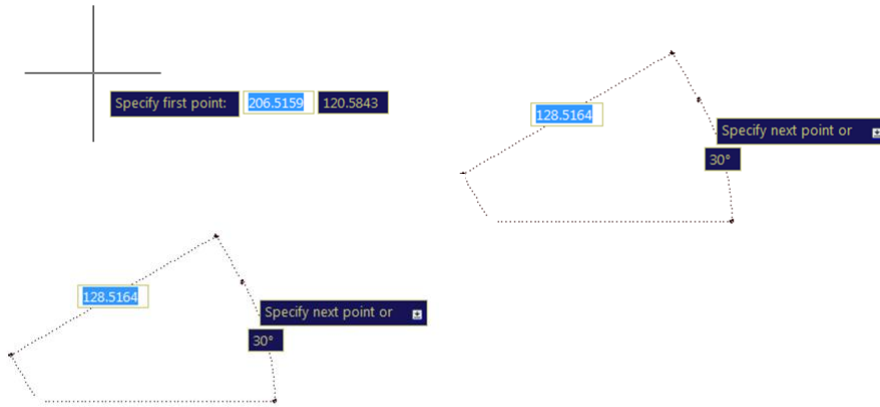 Specify first point: 206.5159 120.5843
128.5164
Specify next point or
30°
128.5164
Specify next point or
30°